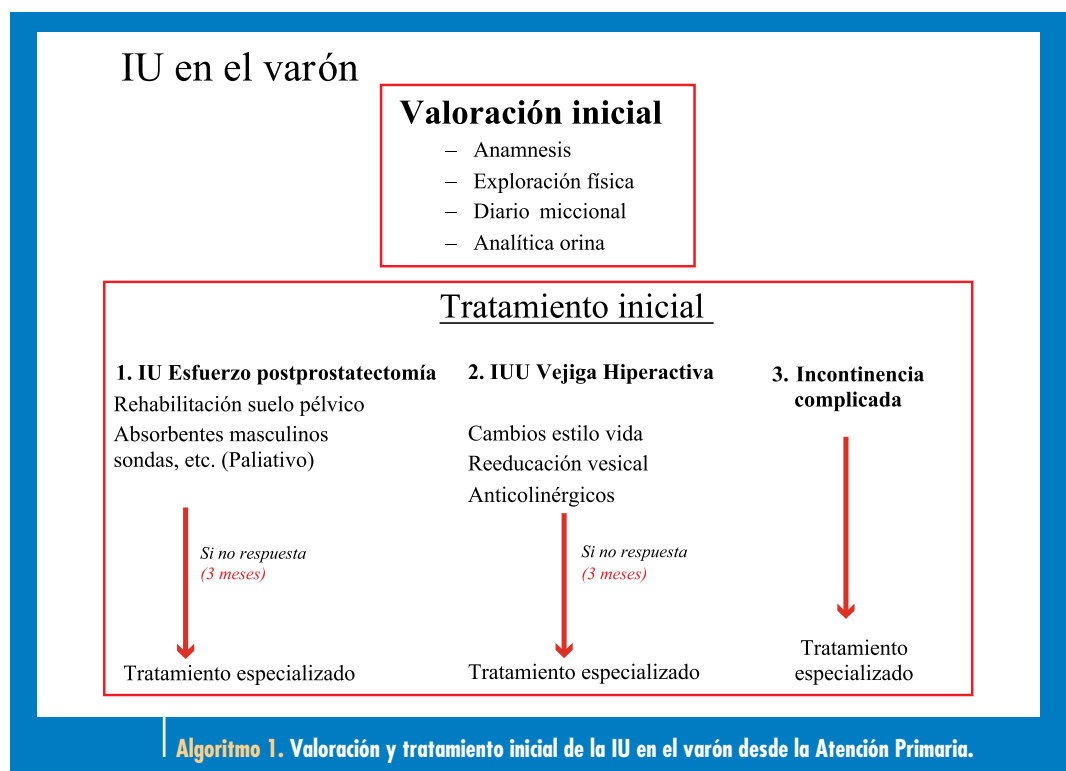 IU en el varón
Valoración inicial
– Anamnesis
– Exploración física
– Diario miccional
– Analítica orina
Tratamiento inicial
1. IU Esfuerzo postprostatectomía
Rehabilitación suelo pélvico
Absorbentes masculinos
sondas, etc. (Paliativo)
Si no respuesta
(3 meses)
Tratamiento especializado
2. IUU Vejiga Hiperactiva
Cambios estilo vida
Reeducación vesical
Anticolinérgicos
Si no respuesta
(3 meses)
Tratamiento especializado
3. Incontinencia
complicada
Tratamiento
especializado
Algoritmo 1. Valoración y tratamiento inicial de la IU en el varón desde la Atención Primaria.